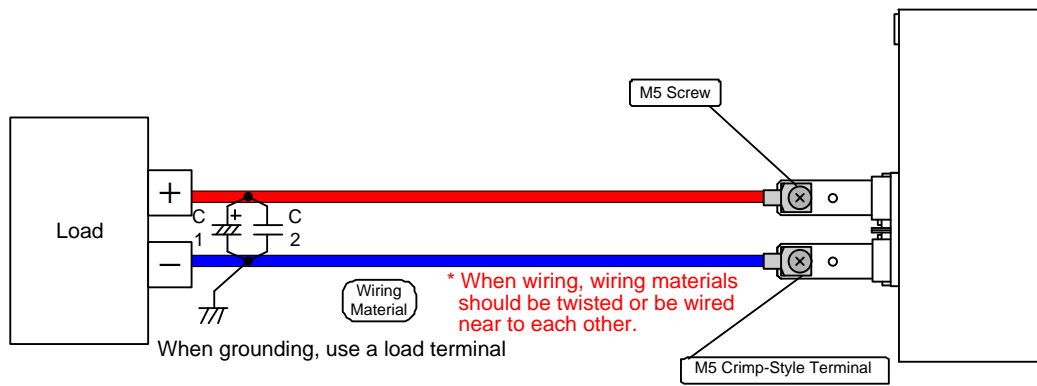 M5 Screw
+
Load
C
1
+
C
2
−
Wiring
Material
* When wiring, wiring materials
should be twisted or be wired
near to each other.
When grounding, use a load terminal
M5 Crimp-Style Terminal